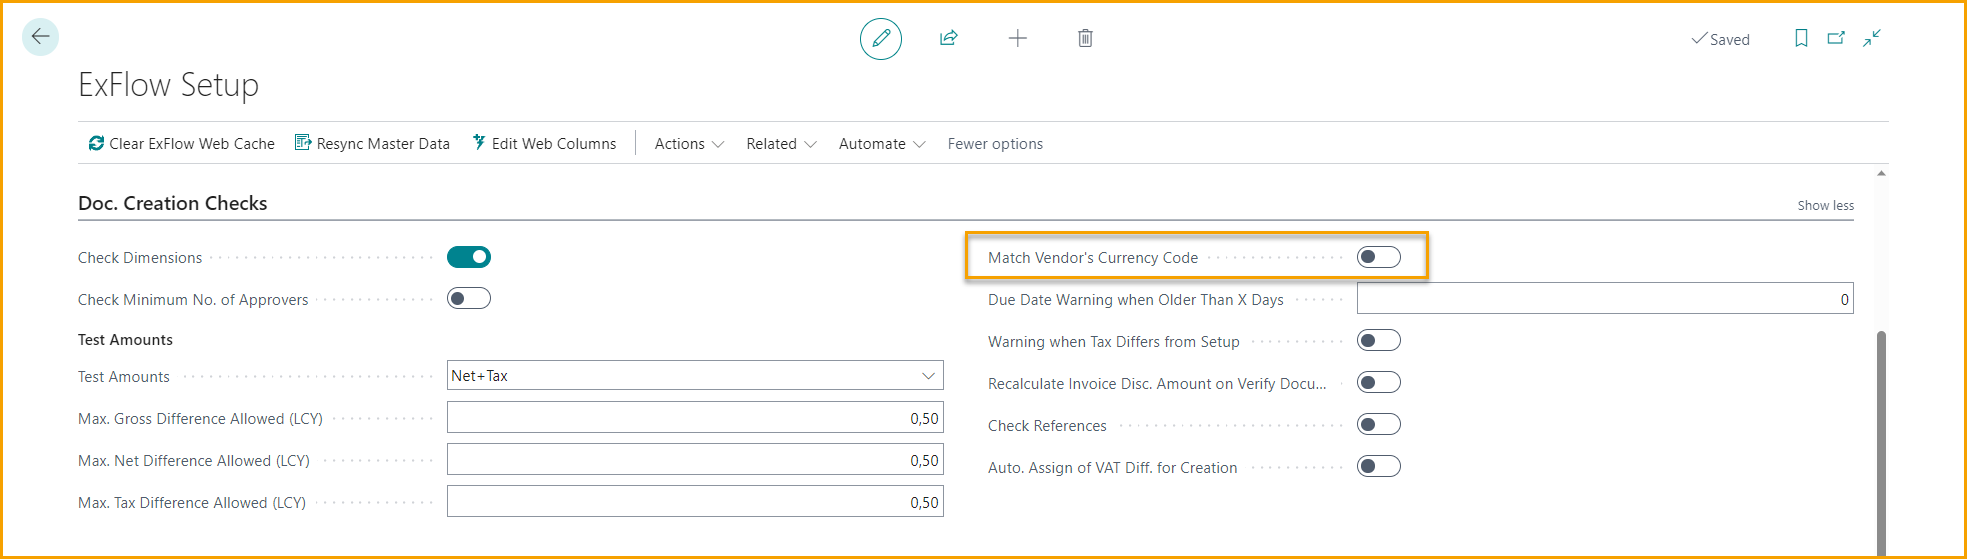 Saved
ExFlow Setup
Clear ExFlow Web Cache Resync Master Data Edit Web Columns Actions Related Automate Fewer options
Doc. Creation Checks Show less
Check Dimensions
Check Minimum No. of Approvers
Test Amounts
Test Amounts Net+Tax
Max. Gross Difference Allowed (LCY) 0,50
Max. Net Difference Allowed (LCY) 0,50
Max. Tax Difference Allowed (LCY) 0,50
Match Vendor's Currency Code
Due Date Warning when Older Than X Days 0
Warning when Tax Differs from Setup
Recalculate Invoice Disc. Amount on Verify Docu...
Check References
Auto. Assign of VAT Diff. for Creation